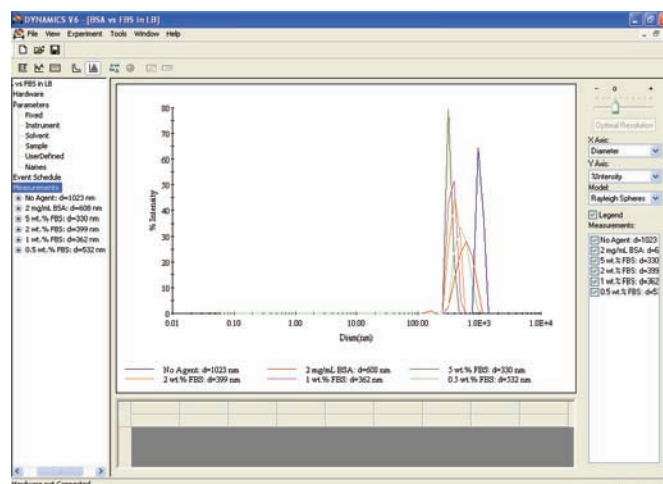 DYNAMICS V6 - [BSA vs FBS in LB]
File View Experiment Tools Window Help
vs FBS in LB
Hardware
Parameters
Fixed
Instrument
Solvent
Sample
UserDefined
Names
Event Schedule
Measurements
No Agent: d=1023 nm
2 mg/mL BSA: d=608 nm
5 wt.% FBS: d=330 nm
2 wt.% FBS: d=399 nm
1 wt.% FBS: d=362 nm
0.5 wt.% FBS: d=532 nm
% Intensity
80
70
60
50
40
30
20
10
0
0.01 0.10 1.00 10.00 100.00 1.0E+3 1.0E+4
Diam(nm)
No Agent: d=1023 nm 2 mg/mL BSA: d=608 nm 5 wt.% FBS: d=330 nm
2 wt.% FBS: d=399 nm 1 wt.% FBS: d=362 nm 0.5 wt.% FBS: d=532 nm
- 0 +
Optimal Resolution
X Axis:
Diameter
Y Axis:
%Intensity
Model:
Rayleigh Spheres
Legend
Measurements:
No Agent: d=1023
2 mg/mL BSA: d=6
5 wt.% FBS: d=330
2 wt.% FBS: d=399
1 wt.% FBS: d=362
0.5 wt.% FBS: d=5
Hardware not Connected